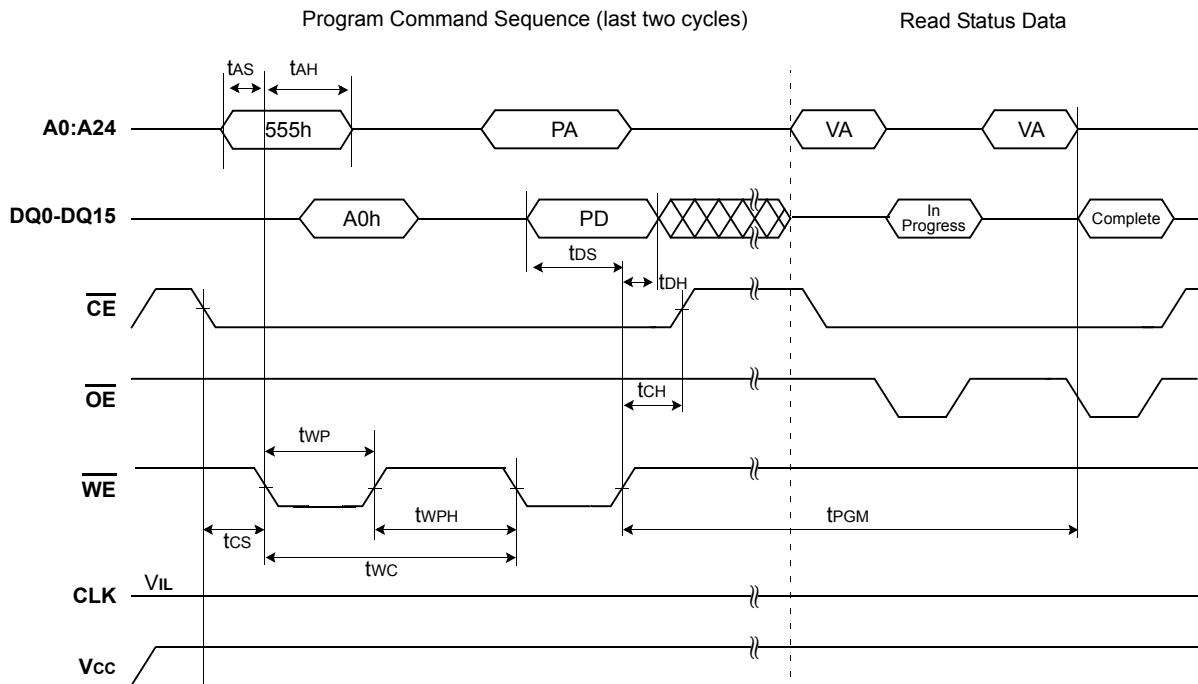 Program Command Sequence (last two cycles) Read Status Data
tAS tAH
A0:A24 555h PA VA VA
DQ0-DQ15 A0h PD In Progress Complete
tDS
tDH
CE
OE
tCH
tWP
WE
tWPH tPGM
tCS
tWC
VIL
CLK
Vcc